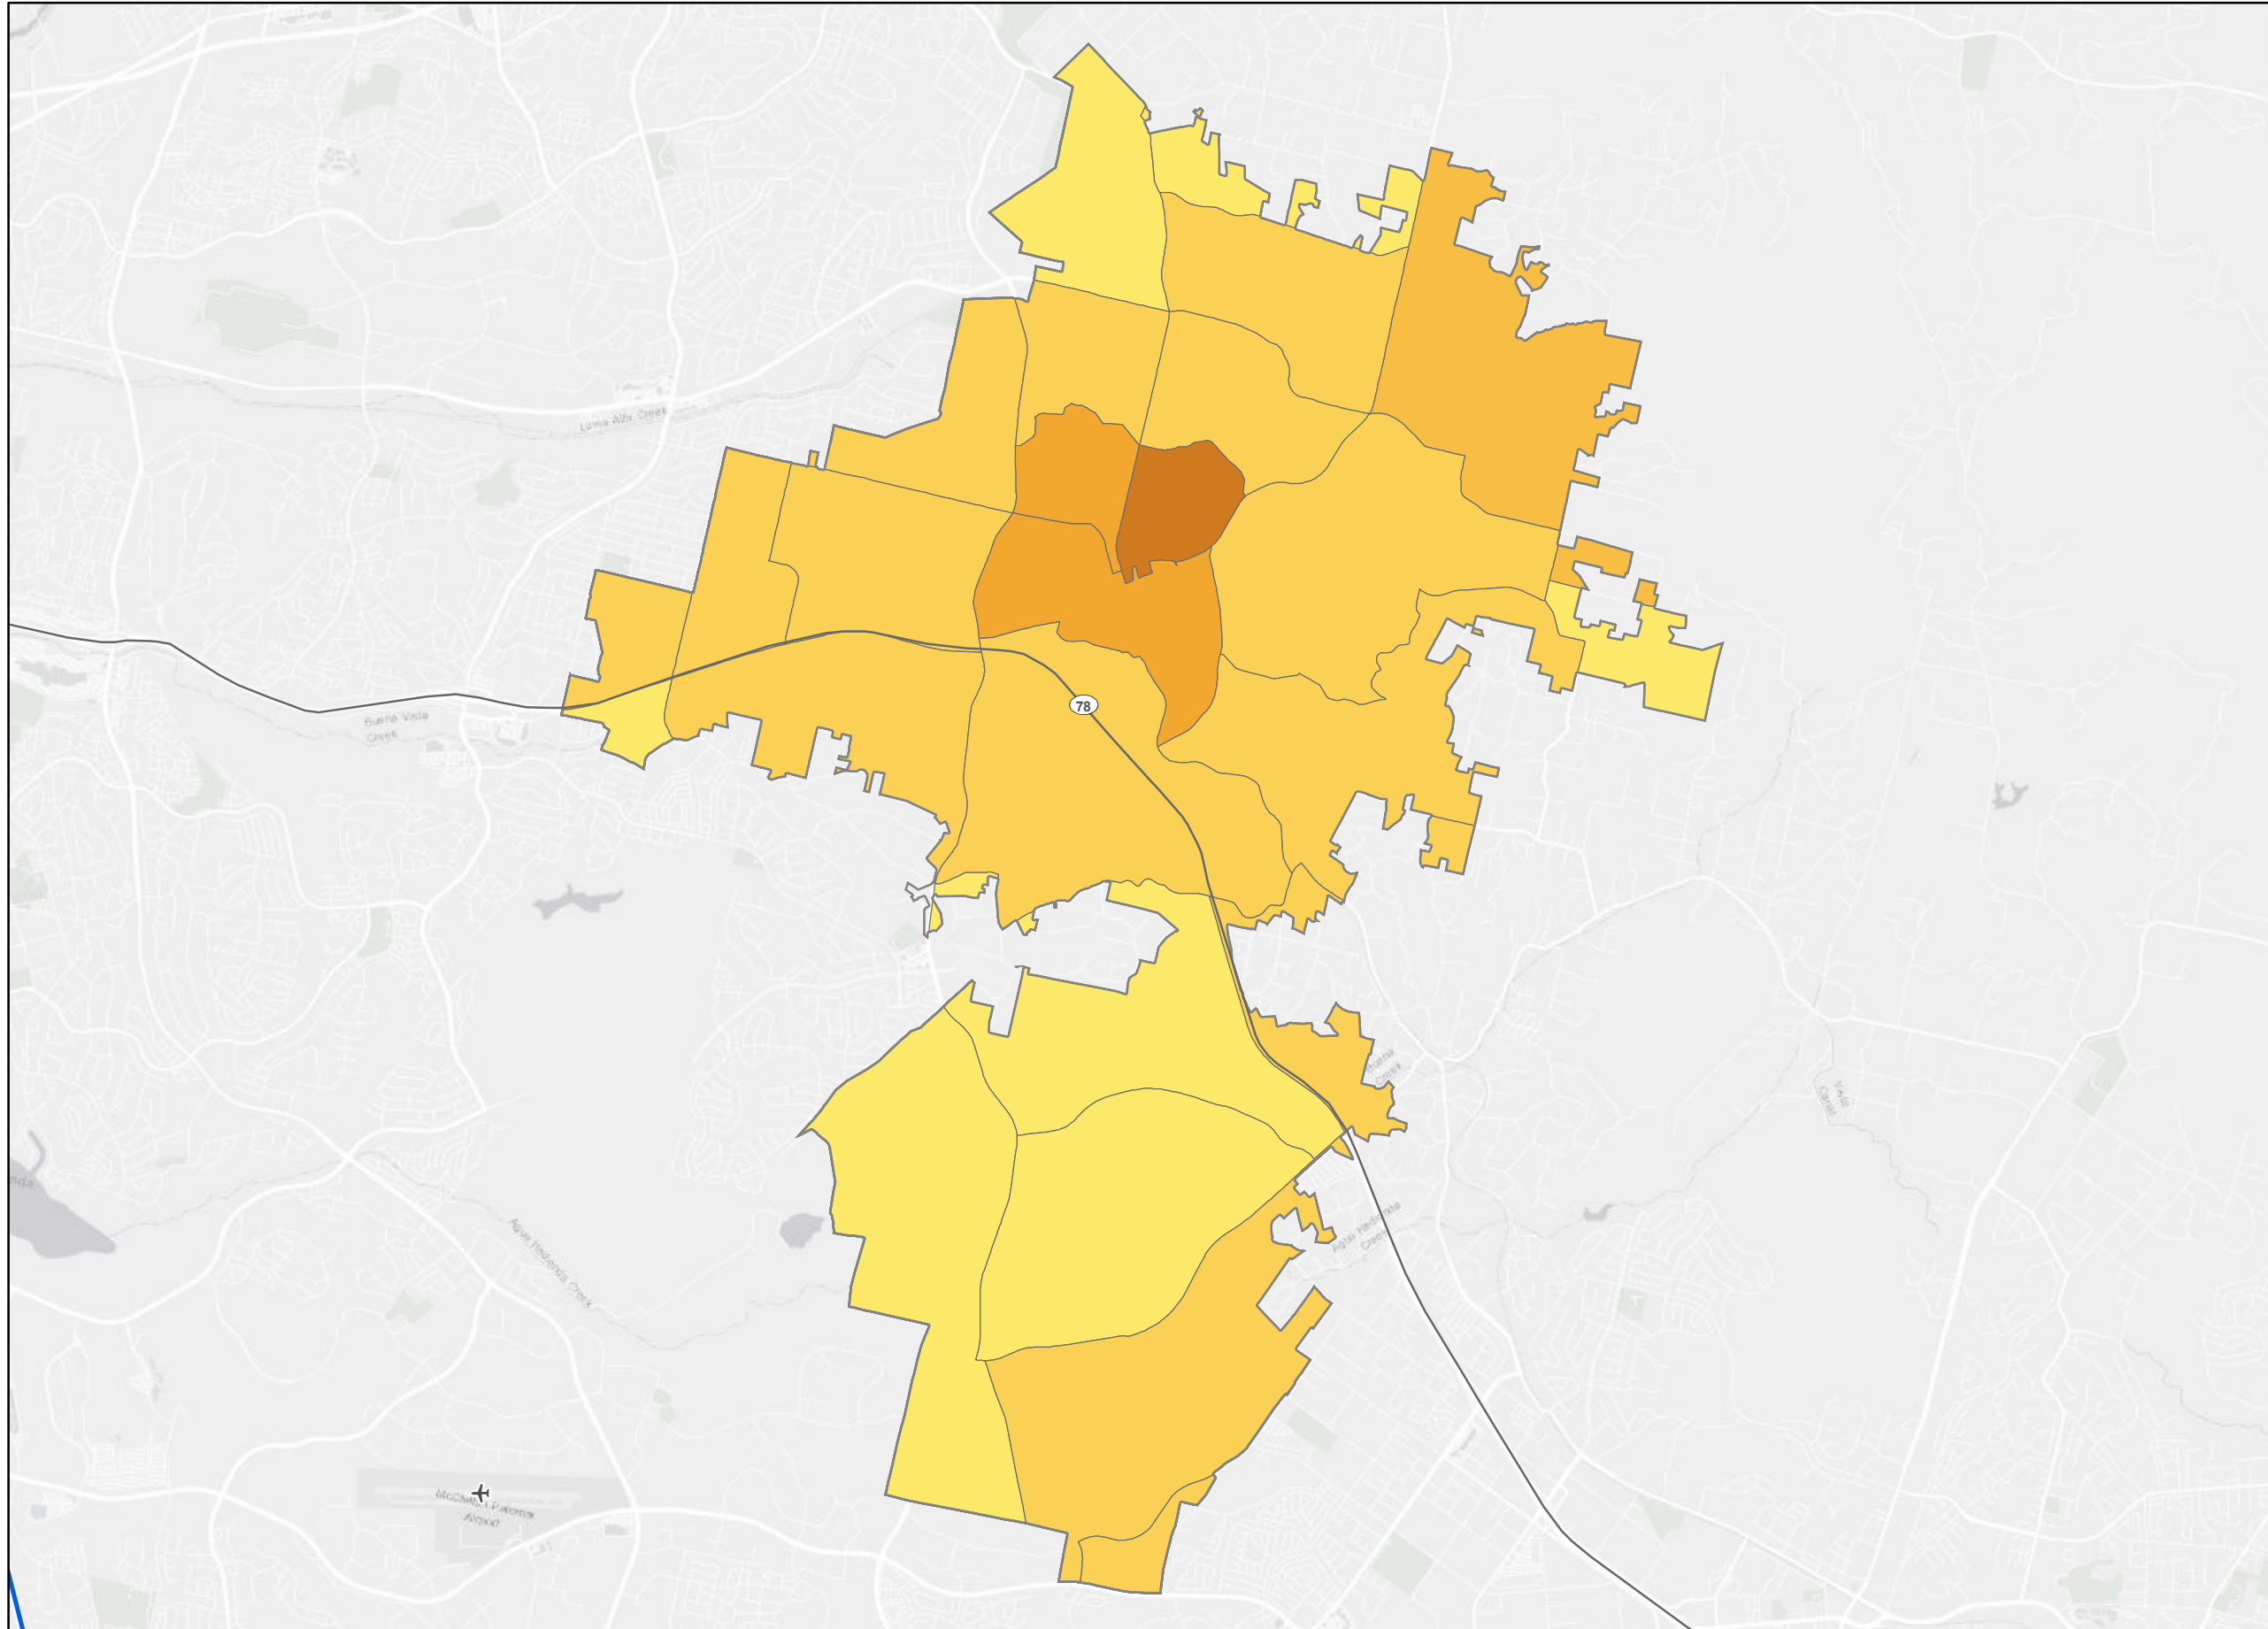 Loma Alta Creek
78
Buena Vista
Creek
Buena
Creek
Agua Hedionda
Creek
Agua Hedionda Creek
McClellan-Palomar
Airport